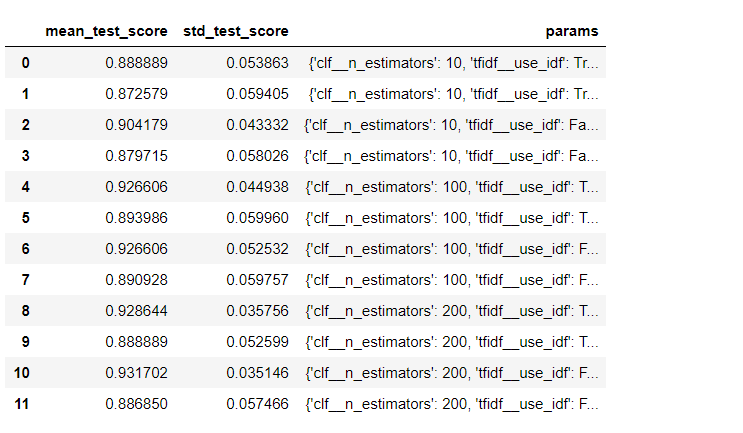 mean_test_score std_test_score params
0 0.888889 0.053863 {'clf__n_estimators': 10, 'tfidf__use_idf': Tr...
1 0.872579 0.059405 {'clf__n_estimators': 10, 'tfidf__use_idf': Tr...
2 0.904179 0.043332 {'clf__n_estimators': 10, 'tfidf__use_idf': Fa...
3 0.879715 0.058026 {'clf__n_estimators': 10, 'tfidf__use_idf': Fa...
4 0.926606 0.044938 {'clf__n_estimators': 100, 'tfidf__use_idf': T...
5 0.893986 0.059960 {'clf__n_estimators': 100, 'tfidf__use_idf': T...
6 0.926606 0.052532 {'clf__n_estimators': 100, 'tfidf__use_idf': F...
7 0.890928 0.059757 {'clf__n_estimators': 100, 'tfidf__use_idf': F...
8 0.928644 0.035756 {'clf__n_estimators': 200, 'tfidf__use_idf': T...
9 0.888889 0.052599 {'clf__n_estimators': 200, 'tfidf__use_idf': T...
10 0.931702 0.035146 {'clf__n_estimators': 200, 'tfidf__use_idf': F...
11 0.886850 0.057466 {'clf__n_estimators': 200, 'tfidf__use_idf': F...